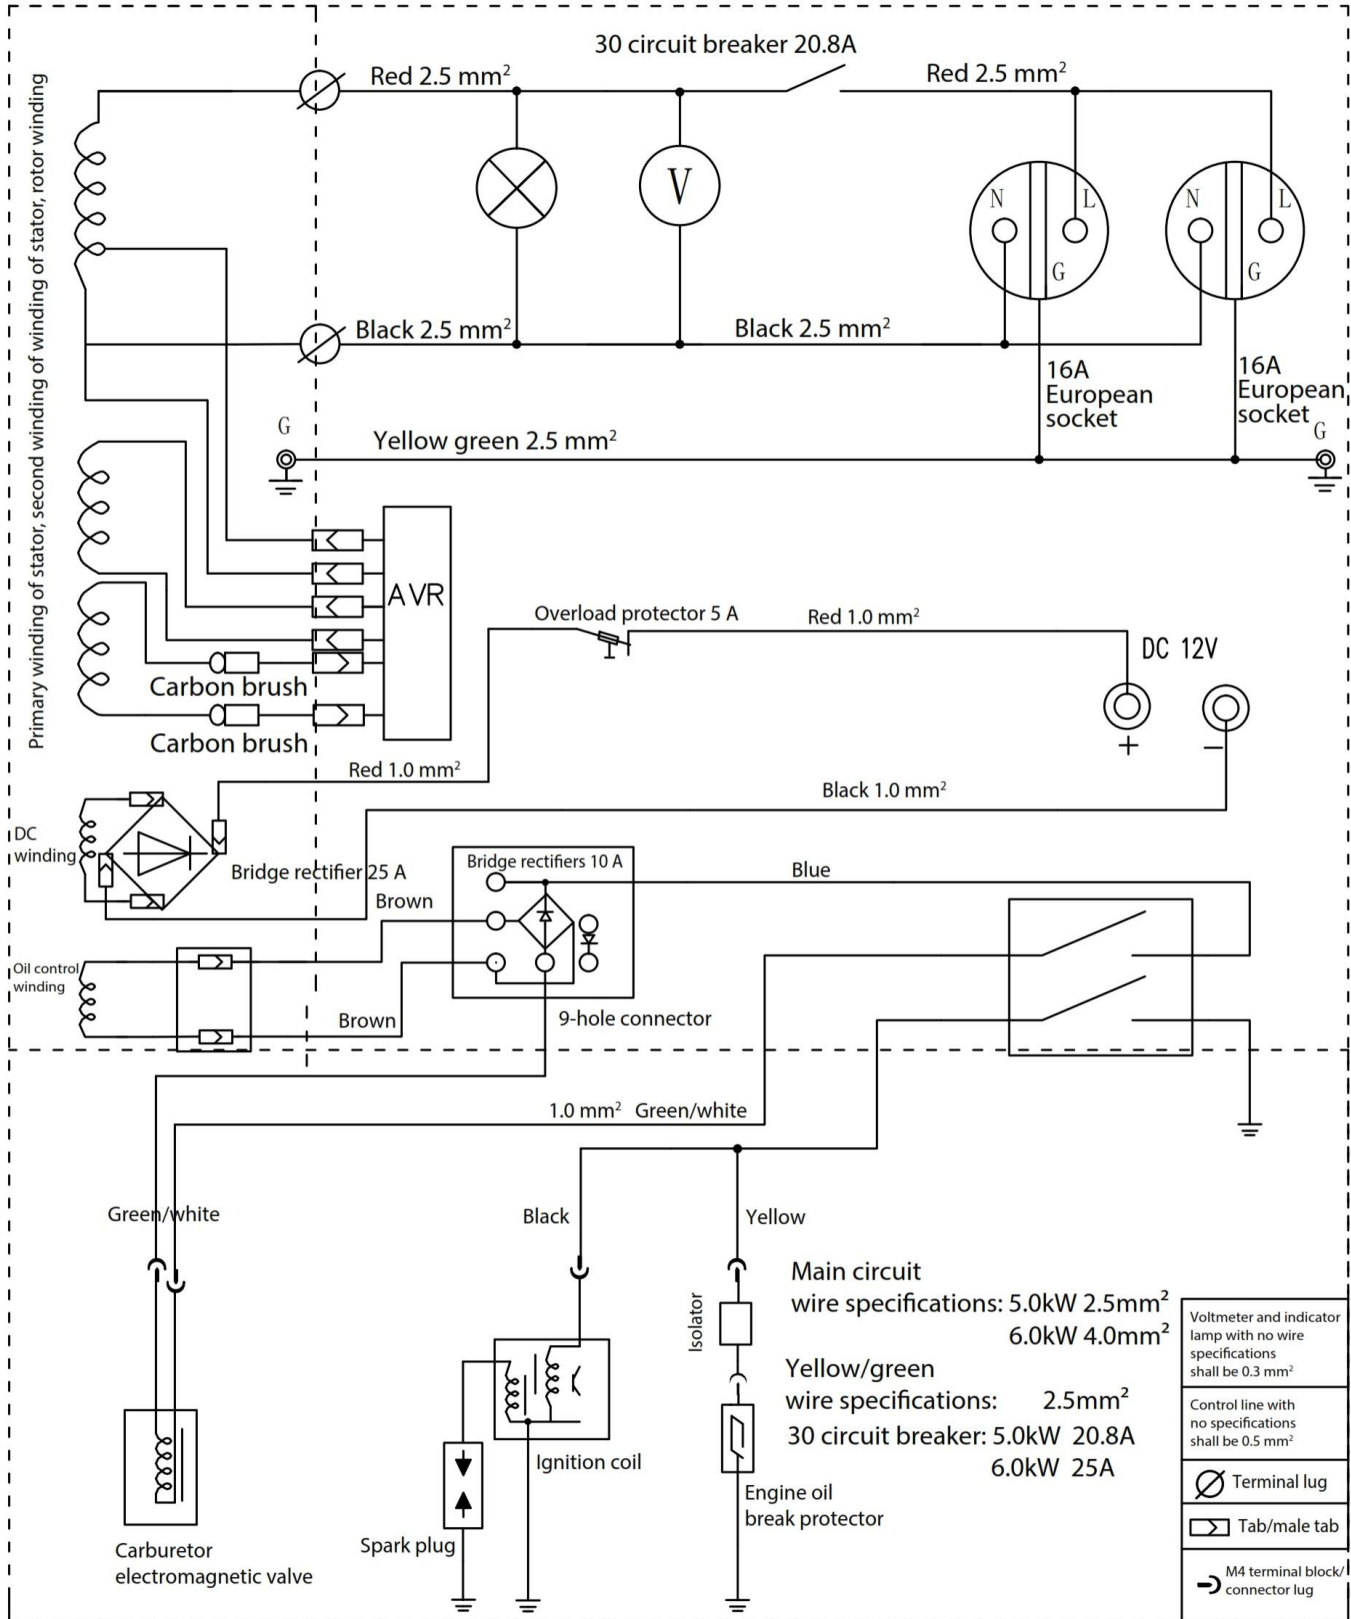 30 circuit breaker 20.8A
Red 2.5 mm²
Red 2.5 mm²
Primary winding of stator, second winding of winding of stator, rotor winding
V
N
L
G
N
L
G
Black 2.5 mm²
Black 2.5 mm²
16A
European
socket
16A
European
socket
G
Yellow green 2.5 mm²
G
AVR
Carbon brush
Carbon brush
Overload protector 5 A
Red 1.0 mm²
DC 12V
+
−
Red 1.0 mm²
Black 1.0 mm²
DC
winding
Bridge rectifier 25 A
Bridge rectifiers 10 A
Blue
Brown
Oil control
winding
Brown
9-hole connector
1.0 mm² Green/white
Green/white
Black
Yellow
Isolator
Main circuit
wire specifications: 5.0kW 2.5mm²
6.0kW 4.0mm²
Yellow/green
wire specifications: 2.5mm²
30 circuit breaker: 5.0kW 20.8A
6.0kW 25A
Ignition coil
Engine oil
break protector
Spark plug
Carburetor
electromagnetic valve
Voltmeter and indicator
lamp with no wire
specifications
shall be 0.3 mm²
Control line with
no specifications
shall be 0.5 mm²
Terminal lug
Tab/male tab
M4 terminal block/
connector lug